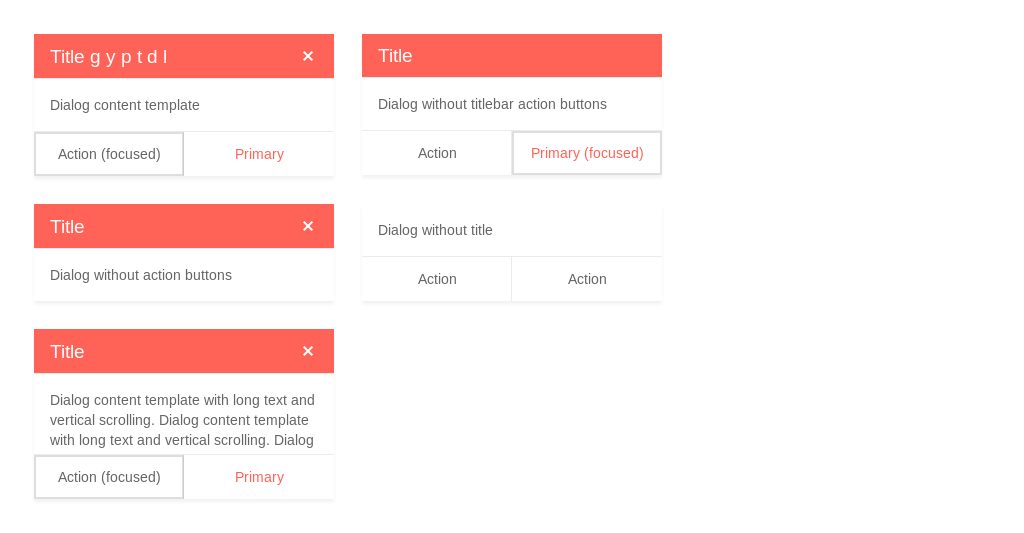 Title g y p t d l ×
Dialog content template
Action (focused) Primary
Title
Dialog without titlebar action buttons
Action Primary (focused)
Title ×
Dialog without action buttons
Dialog without title
Action Action
Title ×
Dialog content template with long text and
vertical scrolling. Dialog content template
with long text and vertical scrolling. Dialog
Action (focused) Primary